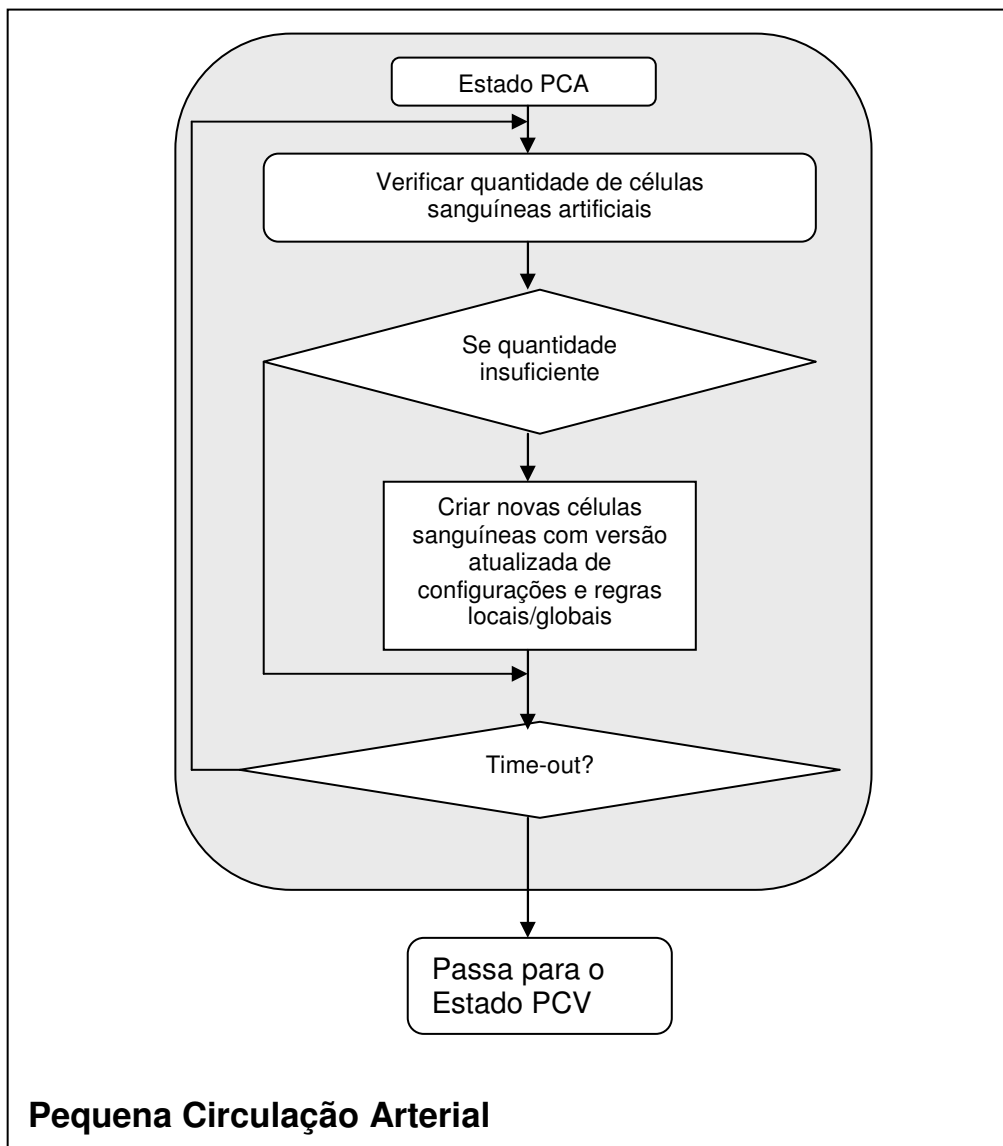 Estado PCA
Verificar quantidade de células
sanguíneas artificiais
Se quantidade
insuficiente
Criar novas células
sanguíneas com versão
atualizada de
configurações e regras
locais/globais
Time-out?
Passa para o
Estado PCV
Pequena Circulação Arterial